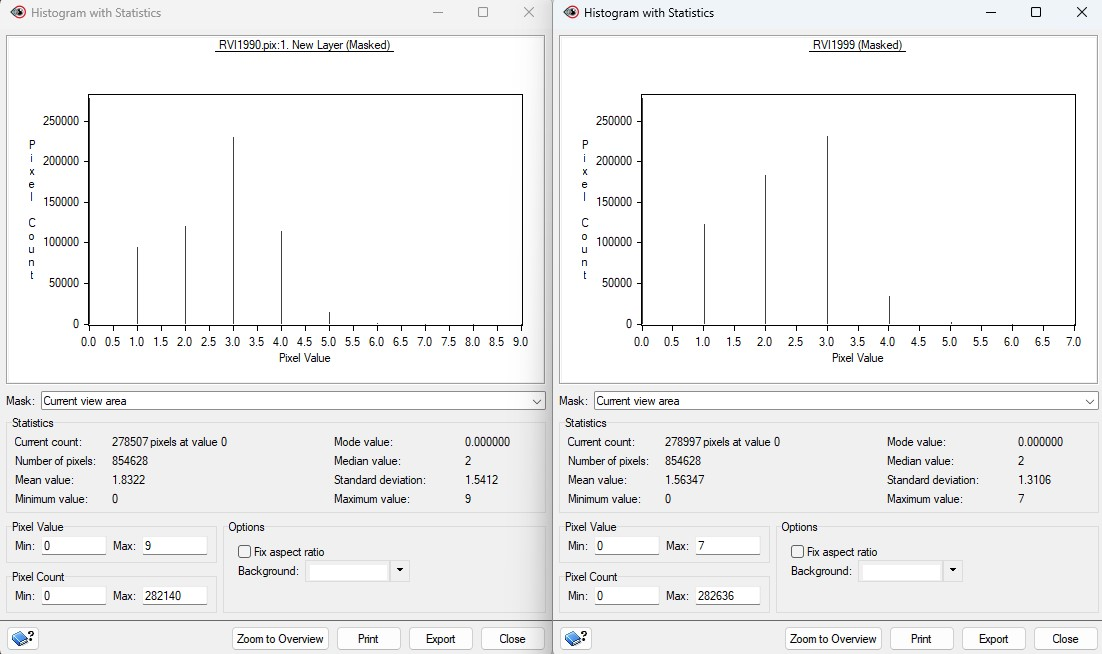 Histogram with Statistics
RVI1990.pix:1. New Layer (Masked)
Pixel Count
250000
200000
150000
100000
50000
0
0.0 0.5 1.0 1.5 2.0 2.5 3.0 3.5 4.0 4.5 5.0 5.5 6.0 6.5 7.0 7.5 8.0 8.5 9.0
Pixel Value
Mask: Current view area
Statistics
Current count: 278507 pixels at value 0 Mode value: 0.000000
Number of pixels: 854628 Median value: 2
Mean value: 1.8322 Standard deviation: 1.5412
Minimum value: 0 Maximum value: 9
Pixel Value Options
Min: 0 Max: 9 Fix aspect ratio
Background:
Pixel Count
Min: 0 Max: 282140
? Zoom to Overview Print Export Close
Histogram with Statistics
RVI1999 (Masked)
Pixel Count
250000
200000
150000
100000
50000
0
0.0 0.5 1.0 1.5 2.0 2.5 3.0 3.5 4.0 4.5 5.0 5.5 6.0 6.5 7.0
Pixel Value
Mask: Current view area
Statistics
Current count: 278997 pixels at value 0 Mode value: 0.000000
Number of pixels: 854628 Median value: 2
Mean value: 1.56347 Standard deviation: 1.3106
Minimum value: 0 Maximum value: 7
Pixel Value Options
Min: 0 Max: 7 Fix aspect ratio
Background:
Pixel Count
Min: 0 Max: 282636
? Zoom to Overview Print Export Close